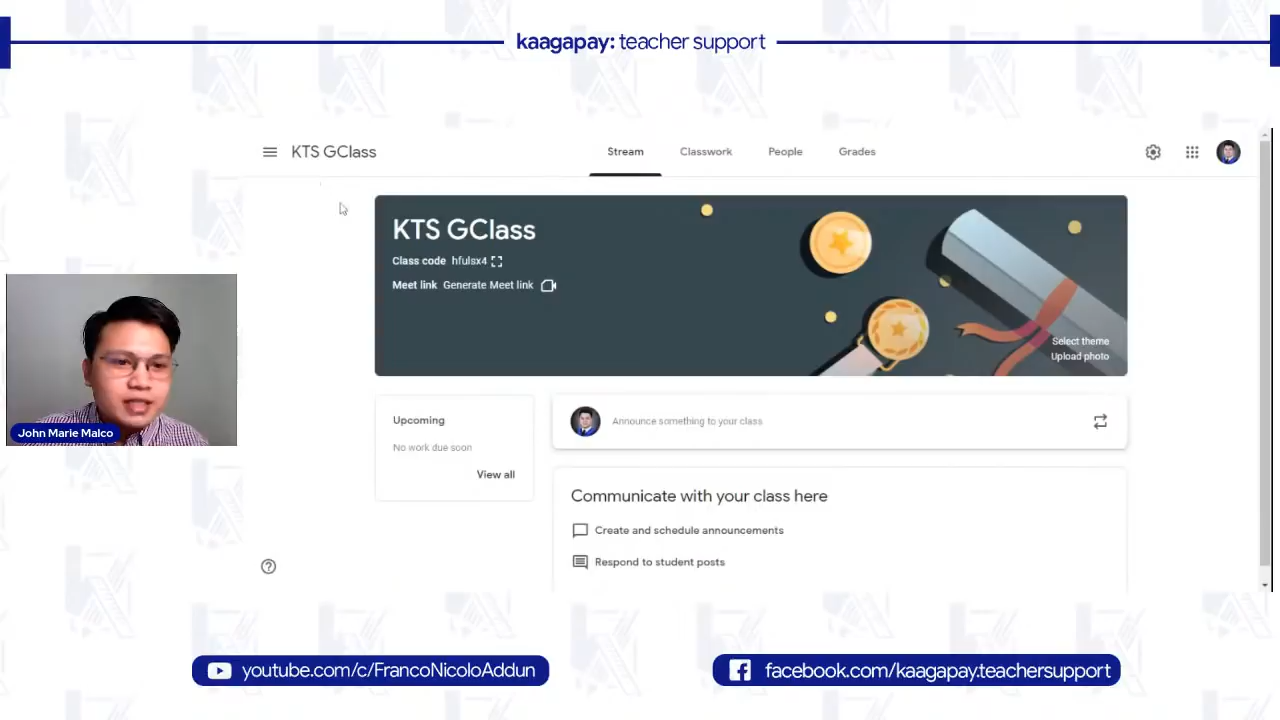 kaagapay: teacher support
KTS GClass
Stream
Classwork
People
Grades
KTS GClass
Class code hfulsx4
Meet link Generate Meet link
Select theme
Upload photo
Upcoming
No work due soon
View all
Announce something to your class
Communicate with your class here
Create and schedule announcements
Respond to student posts
John Marie Malco
youtube.com/c/FrancoNicoloAddun
facebook.com/kaagapay.teachersupport